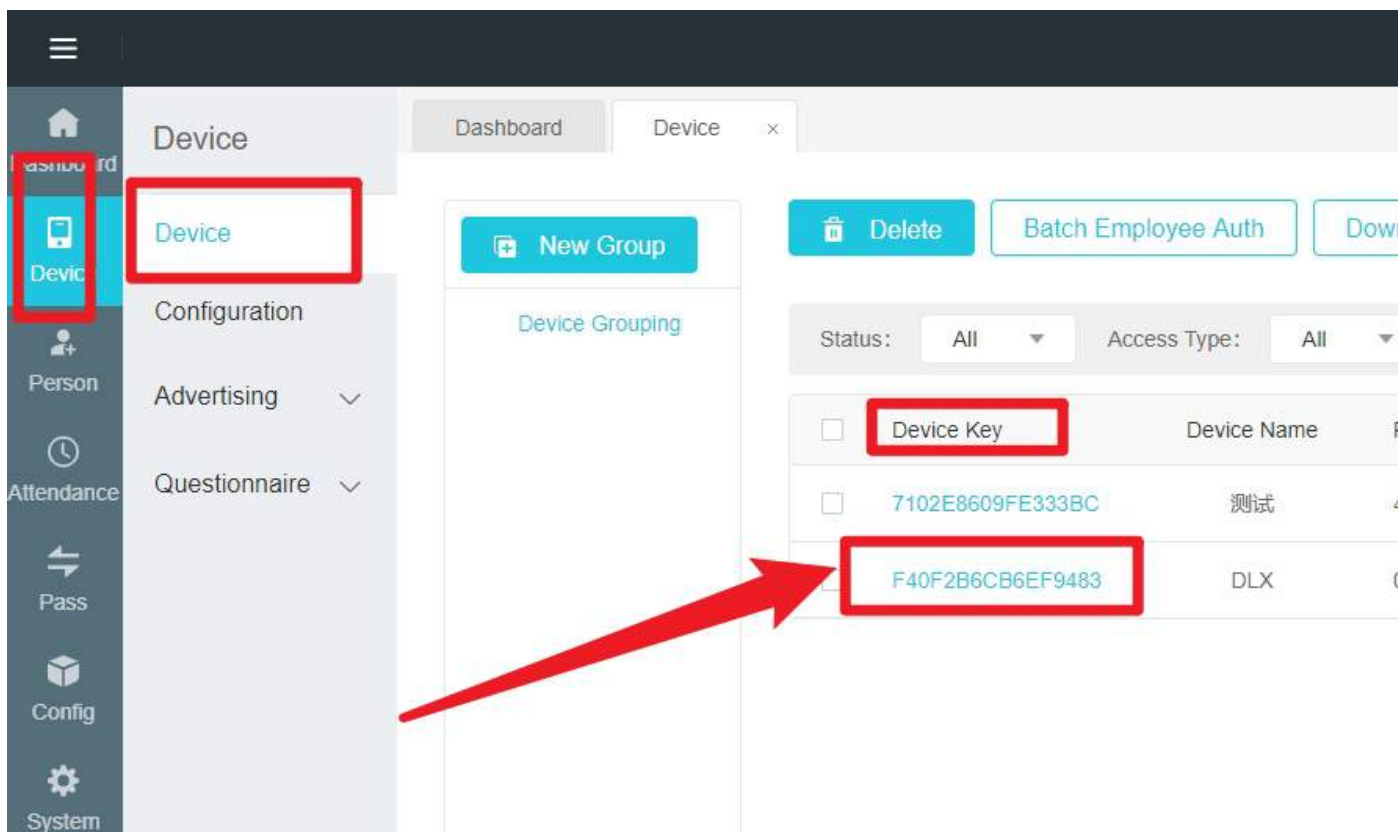 Dashboard
Device
Person
Attendance
Pass
Config
System
Device
Device
Configuration
Advertising
Questionnaire
Dashboard Device ×
New Group
Device Grouping
Delete Batch Employee Auth
Status: All Access Type: All
Device Key Device Name
7102E8609FE333BC 测试
F40F2B6CB6EF9483 DLX